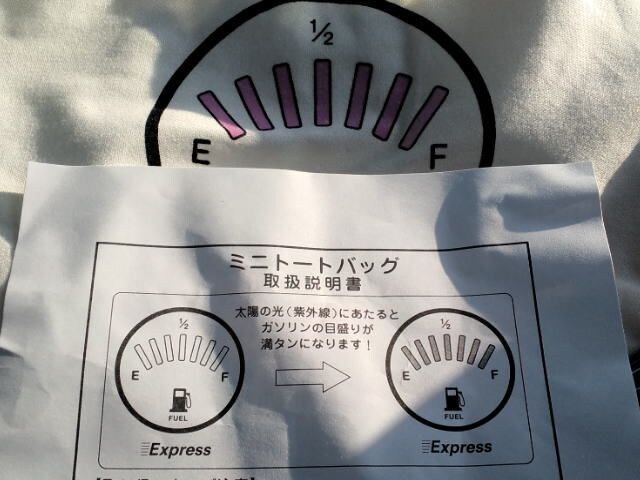 1/2
E F
ミニトートバッグ
取扱説明書
太陽の光(紫外線)にあたると
ガソリンの目盛りが
満タンになります!
1/2
E F
FUEL
Express
1/2
E F
FUEL
Express